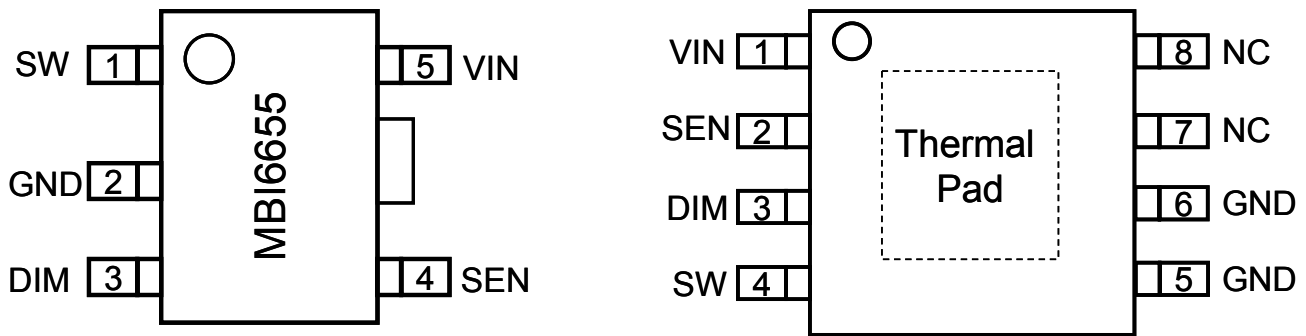 SW 1
GND 2
DIM 3
MBI6655
5 VIN
4 SEN
VIN 1
SEN 2
DIM 3
SW 4
Thermal
Pad
8 NC
7 NC
6 GND
5 GND